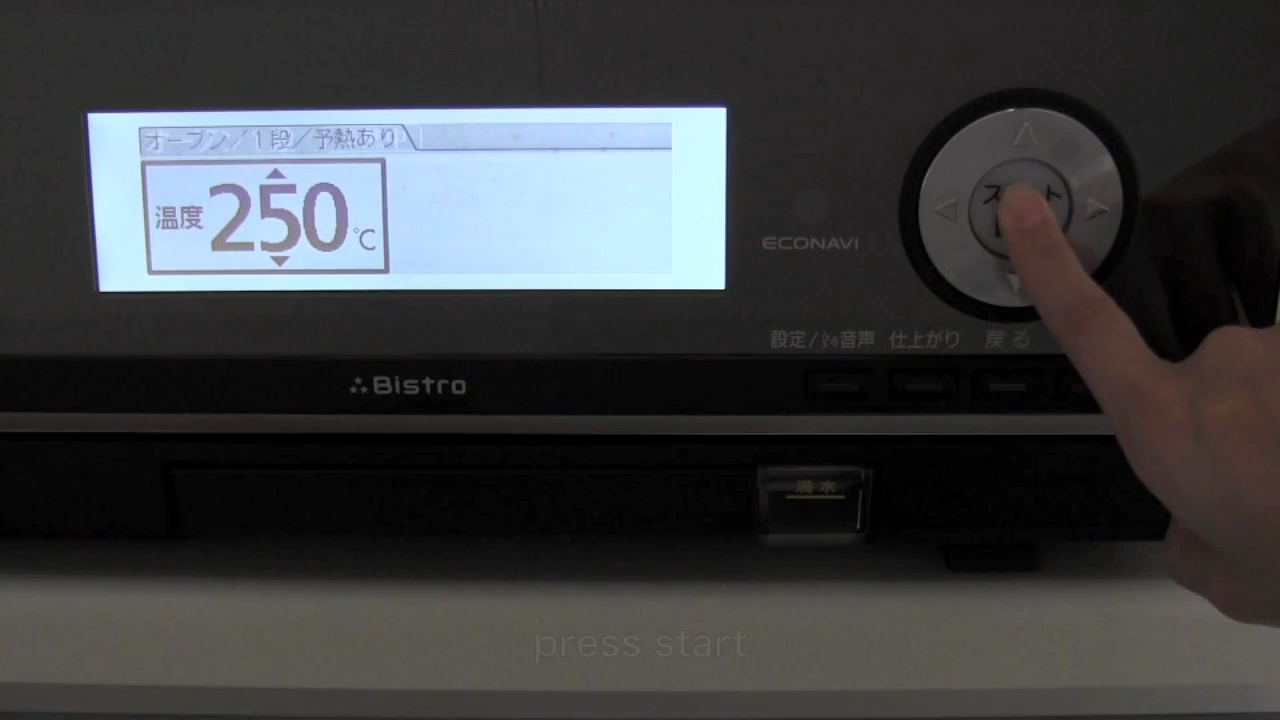 オーブン/1段/予熱あり
温度 250 ℃
ECONAVI
設定/音声 仕上がり 戻る
Bistro
満水
press start